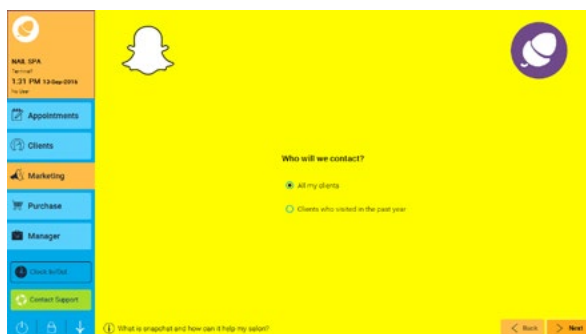 NAIL SPA
Terminal1
1:31 PM 13-Sep-2016
No User
Appointments
Clients
Marketing
Purchase
Manager
Clock In/Out
Contact Support
Who will we contact?
All my clients
Clients who visited in the past year
What is snapchat and how can it help my salon?
Back
Next